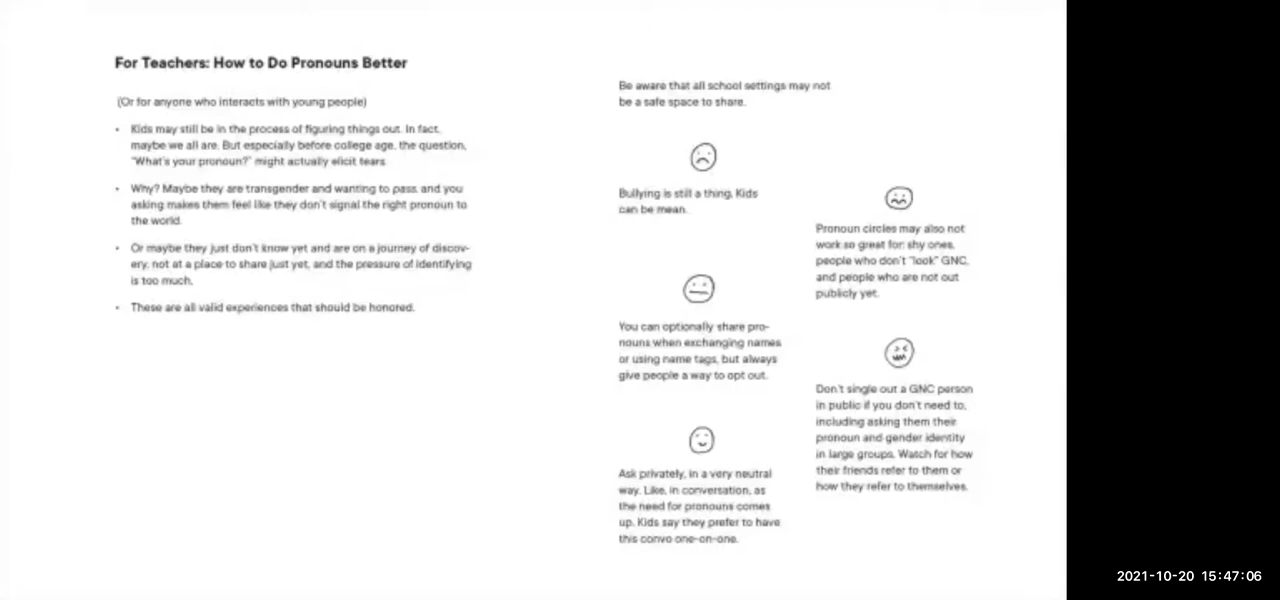 For Teachers: How to Do Pronouns Better
(Or for anyone who interacts with young people)
• Kids may still be in the process of figuring things out. In fact,
maybe we all are. But especially before college age, the question,
"What's your pronoun?" might actually elicit tears.
• Why? Maybe they are transgender and wanting to pass, and you
asking makes them feel like they don't signal the right pronoun to
the world.
• Or maybe they just don't know yet and are on a journey of discov-
ery, not at a place to share just yet, and the pressure of identifying
is too much.
• These are all valid experiences that should be honored.
Be aware that all school settings may not
be a safe space to share.
Bullying is still a thing. Kids
can be mean.
You can optionally share pro-
nouns when exchanging names
or using name tags, but always
give people a way to opt out.
Ask privately, in a very neutral
way. Like, in conversation, as
the need for pronouns comes
up. Kids say they prefer to have
this convo one-on-one.
Pronoun circles may also not
work so great for: shy ones,
people who don't "look" GNC,
and people who are not out
publicly yet.
Don't single out a GNC person
in public if you don't need to,
including asking them their
pronoun and gender identity
in large groups. Watch for how
their friends refer to them or
how they refer to themselves.
2021-10-20 15:47:06